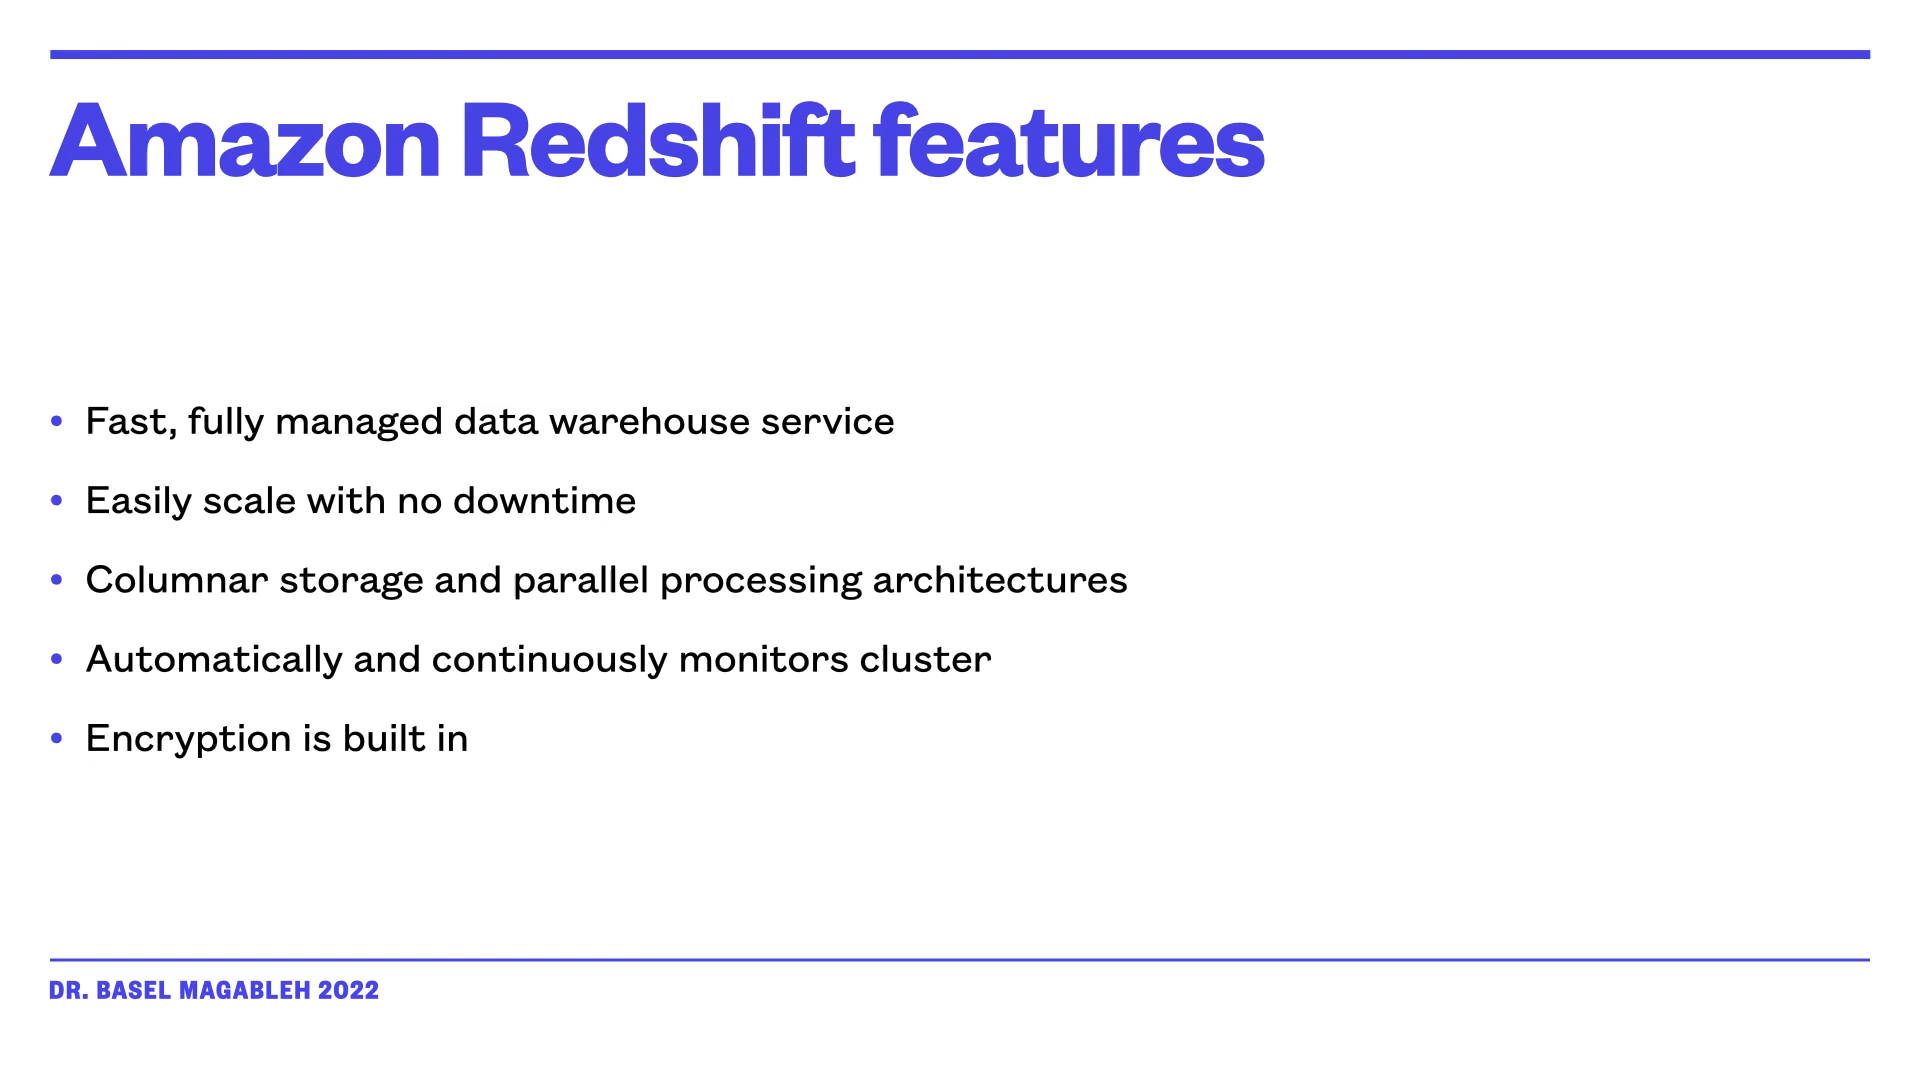 Amazon Redshift features
• Fast, fully managed data warehouse service
• Easily scale with no downtime
• Columnar storage and parallel processing architectures
• Automatically and continuously monitors cluster
• Encryption is built in
DR. BASEL MAGABLEH 2022